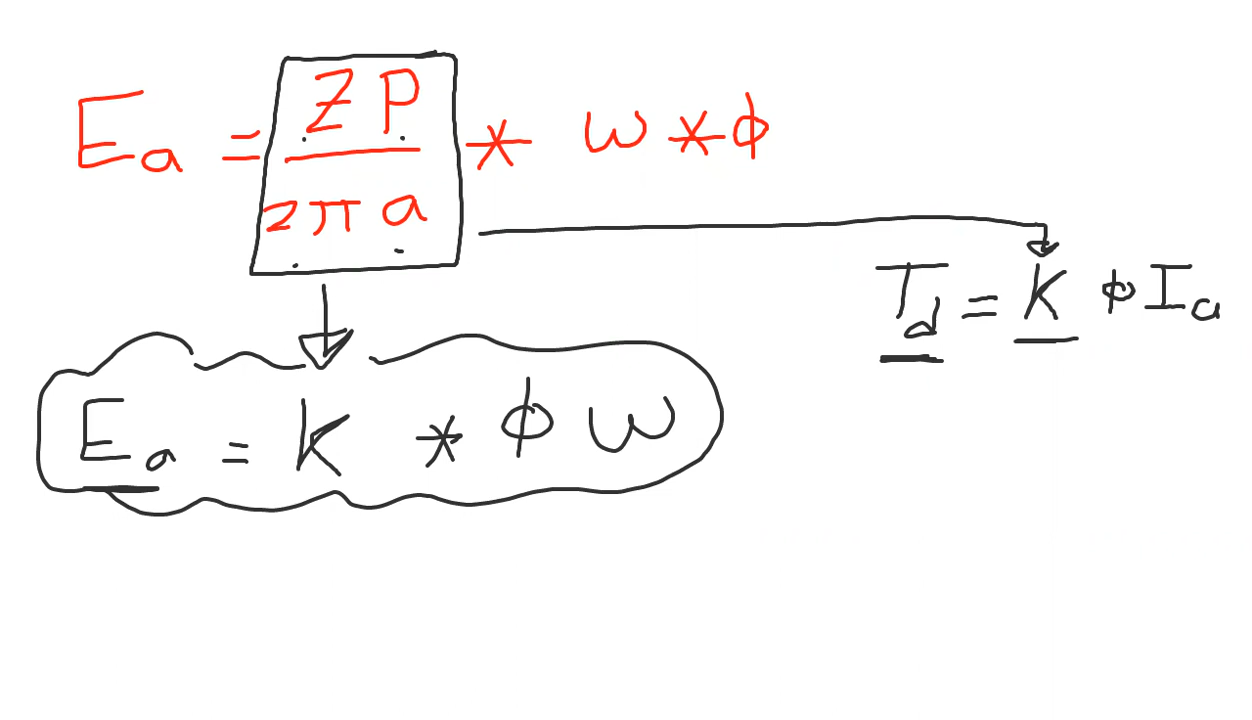 Ea = ZP / 2πa * ω * ϕ
Td = K ϕ Ia
Ea = K * ϕ ω